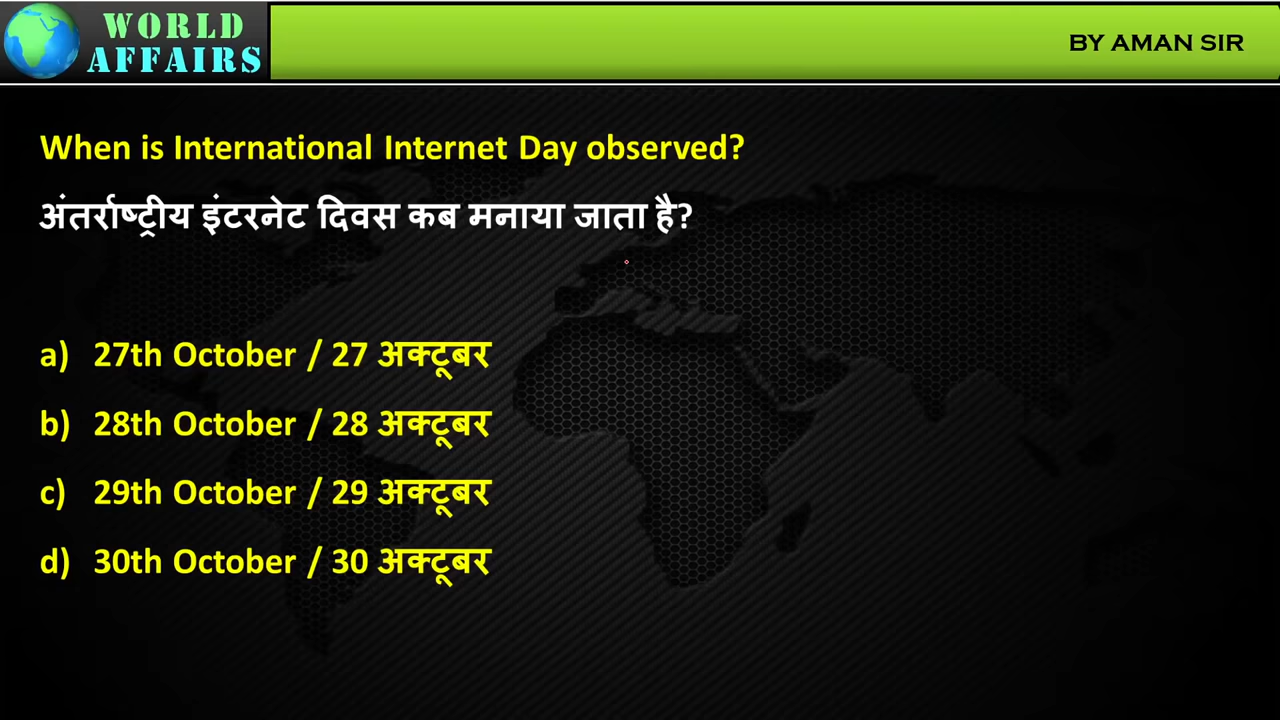 WORLD
AFFAIRS
BY AMAN SIR
When is International Internet Day observed?
अंतर्राष्ट्रीय इंटरनेट दिवस कब मनाया जाता है?
a) 27th October / 27 अक्टूबर
b) 28th October / 28 अक्टूबर
c) 29th October / 29 अक्टूबर
d) 30th October / 30 अक्टूबर